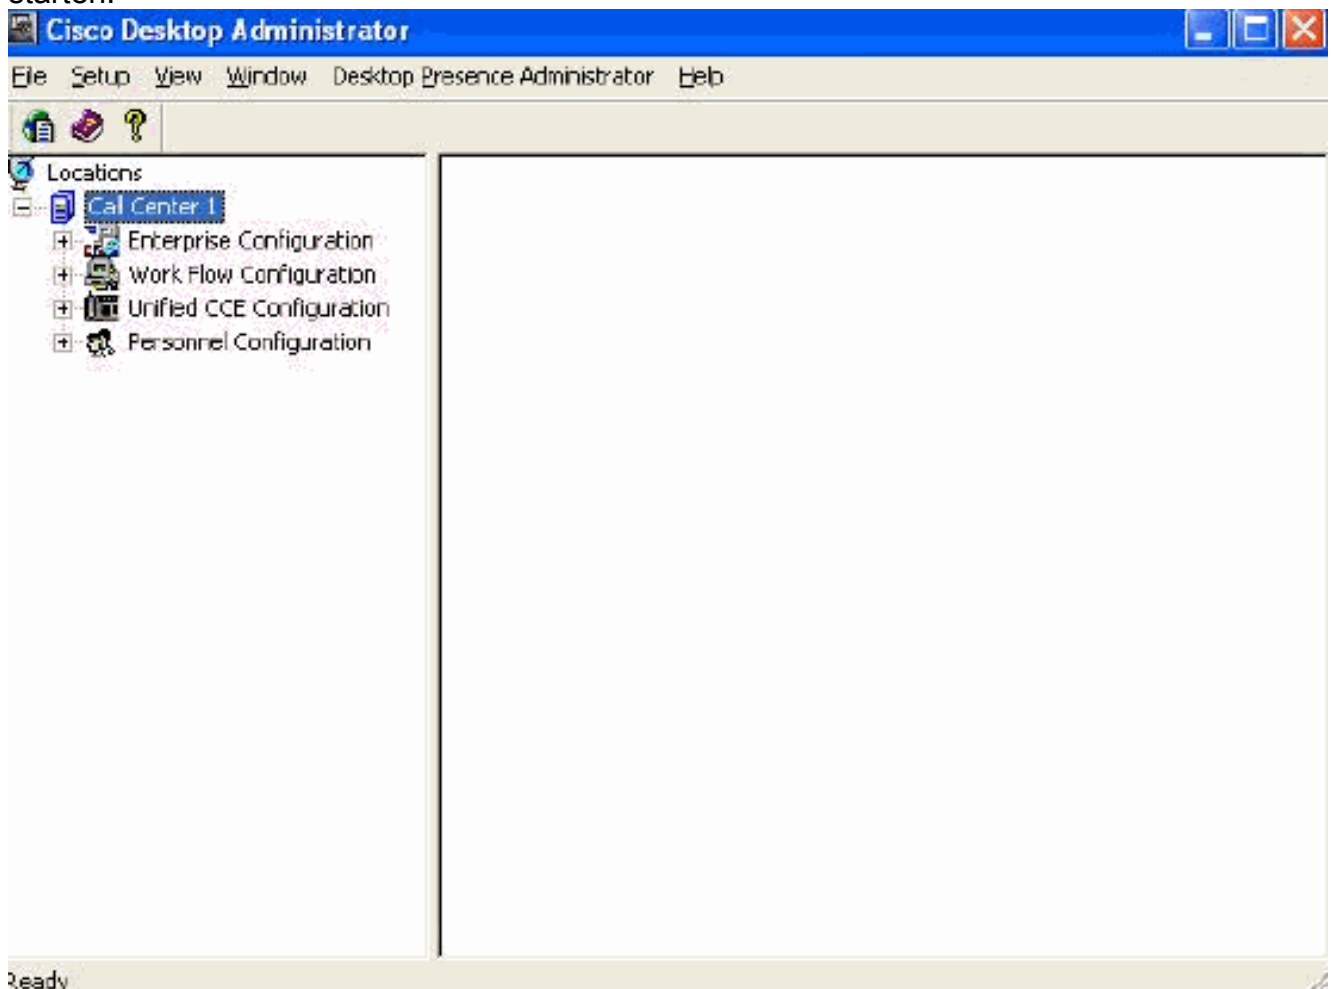 starten.
Cisco Desktop Administrator
File Setup View Window Desktop Presence Administrator Help
Locations
Call Center 1
Enterprise Configuration
Work Flow Configuration
Unified CCE Configuration
Personnel Configuration
Ready